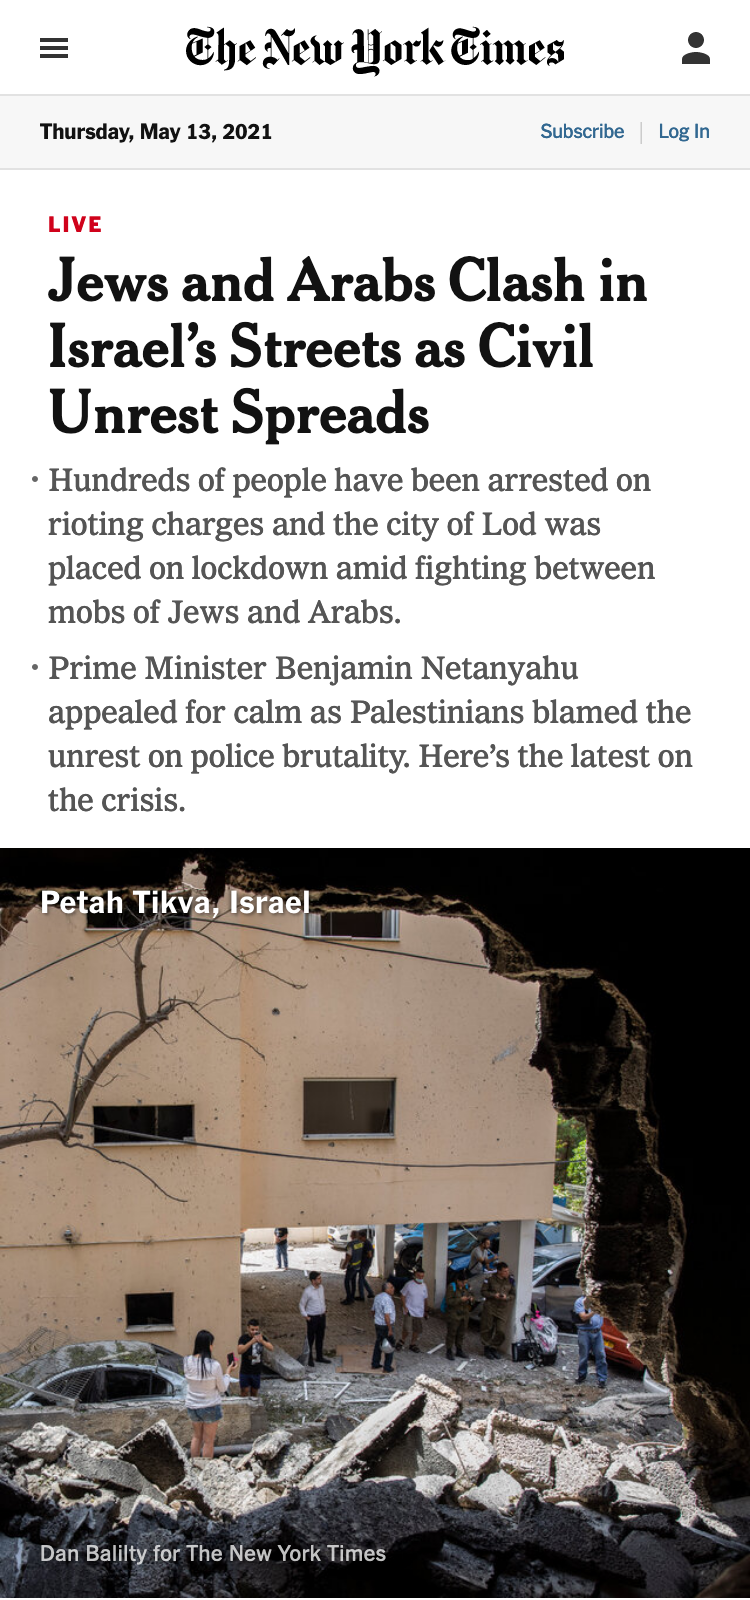 The New York Times
Thursday, May 13, 2021
Subscribe | Log In
LIVE
Jews and Arabs Clash in
Israel’s Streets as Civil
Unrest Spreads
· Hundreds of people have been arrested on
rioting charges and the city of Lod was
placed on lockdown amid fighting between
mobs of Jews and Arabs.
· Prime Minister Benjamin Netanyahu
appealed for calm as Palestinians blamed the
unrest on police brutality. Here’s the latest on
the crisis.
Petah Tikva, Israel
Dan Balilty for The New York Times